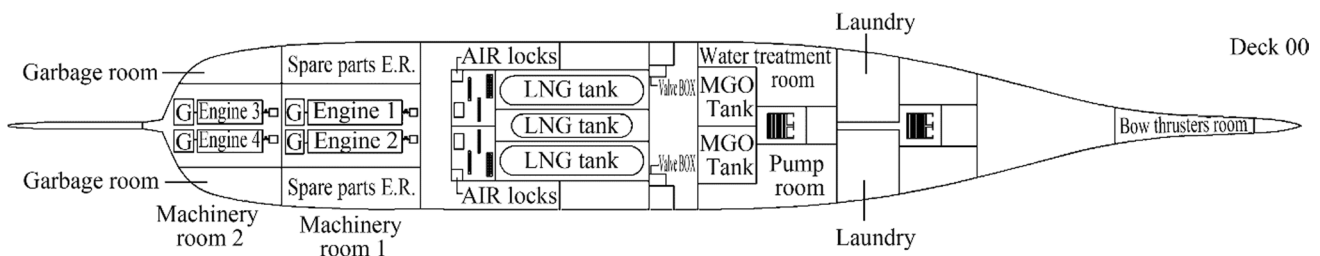 Laundry
Deck 00
AIR locks
Water treatment
room
Garbage room
Spare parts E.R.
LNG tank
Valve BOX
MGO
Tank
G
Engine 3
G
Engine 1
LNG tank
Bow thrusters room
G
Engine 4
G
Engine 2
MGO
Tank
LNG tank
Valve BOX
Pump
room
Garbage room
Spare parts E.R.
AIR locks
Machinery
room 2
Machinery
room 1
Laundry